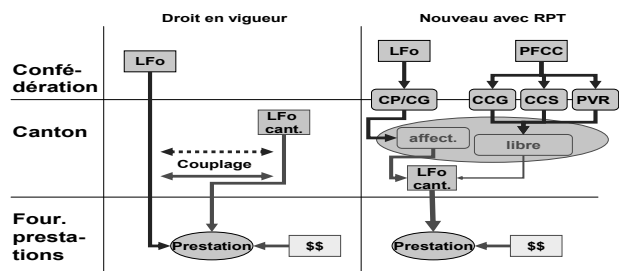 Droit en vigueur
Nouveau avec RPT
Confé-
dération
LFo
LFo
PFCC
CP/CG
CCG
CCS
PVR
Canton
LFo
cant.
Couplage
affect.
libre
LFo
cant.
Four.
presta-
tions
Prestation
$$
Prestation
$$